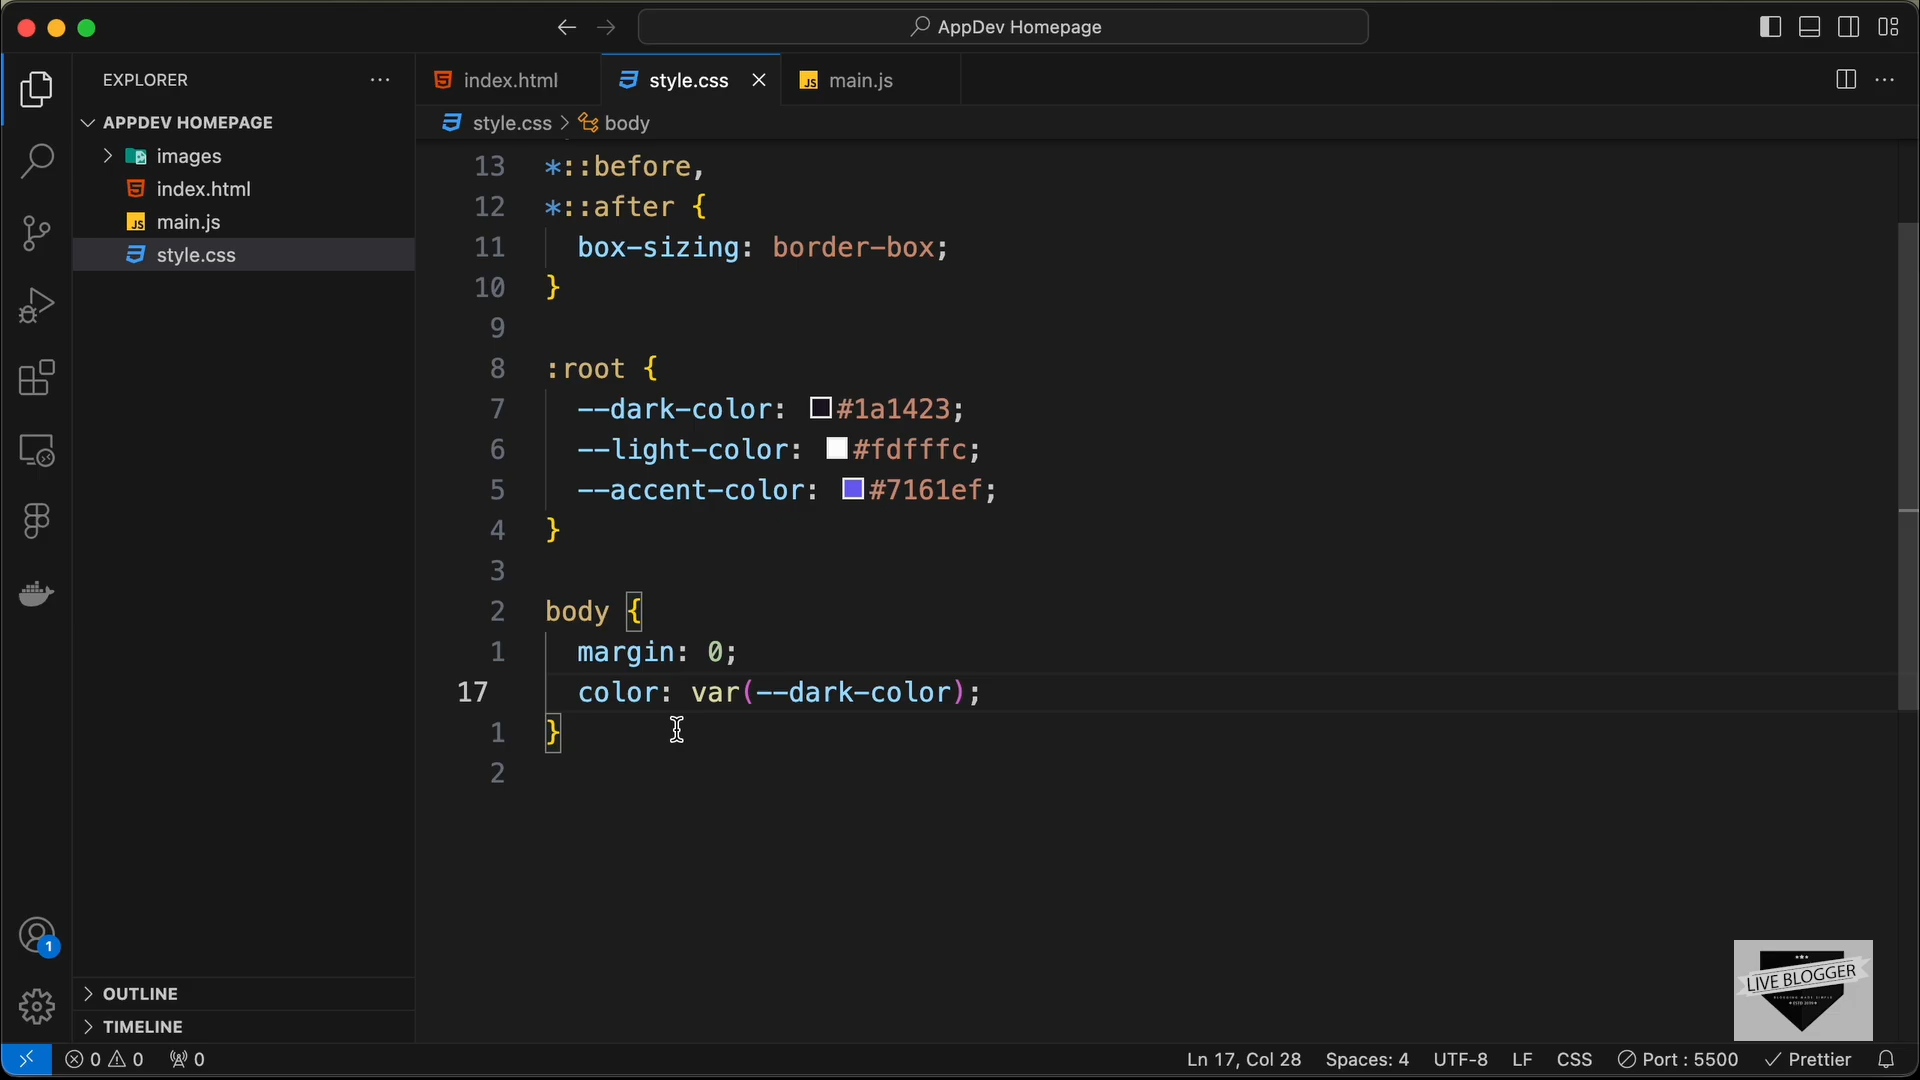 AppDev Homepage
EXPLORER
index.html
style.css
main.js
APPDEV HOMEPAGE
style.css > body
images
index.html
main.js
style.css
13 *::before,
12 *::after {
11 box-sizing: border-box;
10 }
9
8 :root {
7 --dark-color: #1a1423;
6 --light-color: #fdfffc;
5 --accent-color: #7161ef;
4 }
3
2 body {
1 margin: 0;
17 color: var(--dark-color);
1 }
2
1
OUTLINE
TIMELINE
LIVE BLOGGER
0 0 0
Ln 17, Col 28 Spaces: 4 UTF-8 LF CSS Port : 5500 Prettier